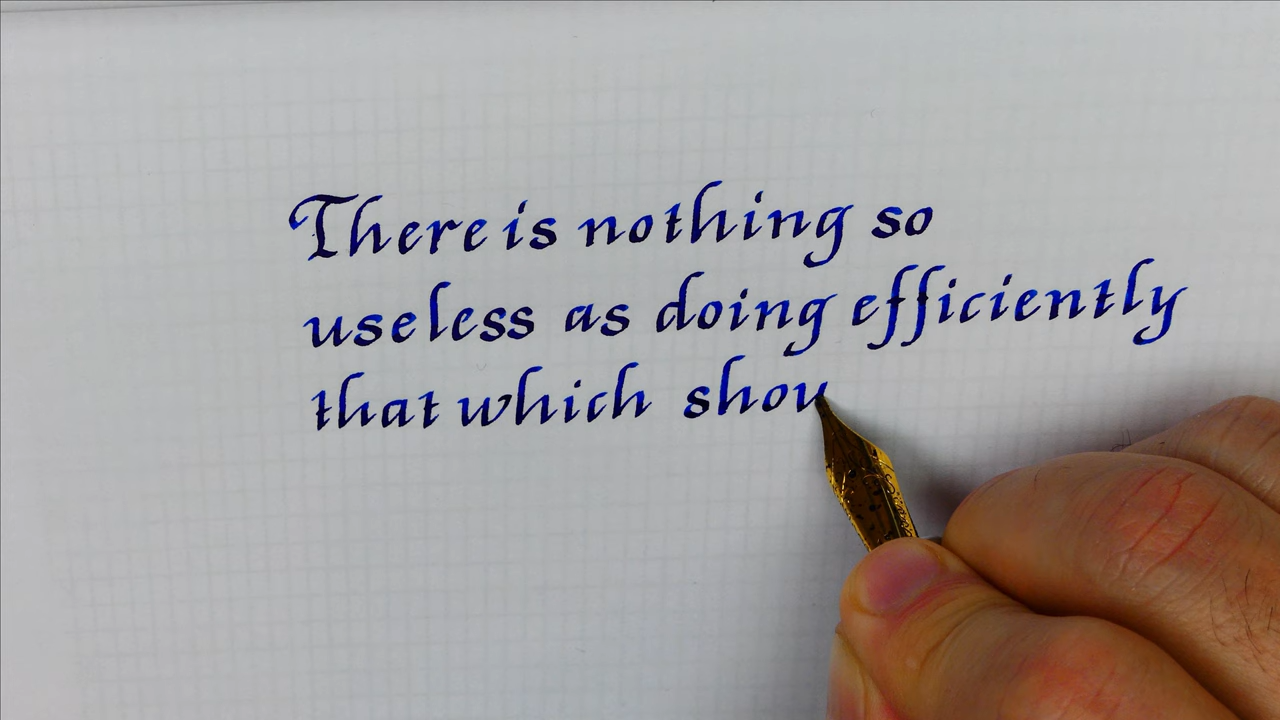 There is nothing so
useless as doing efficiently
that which shou